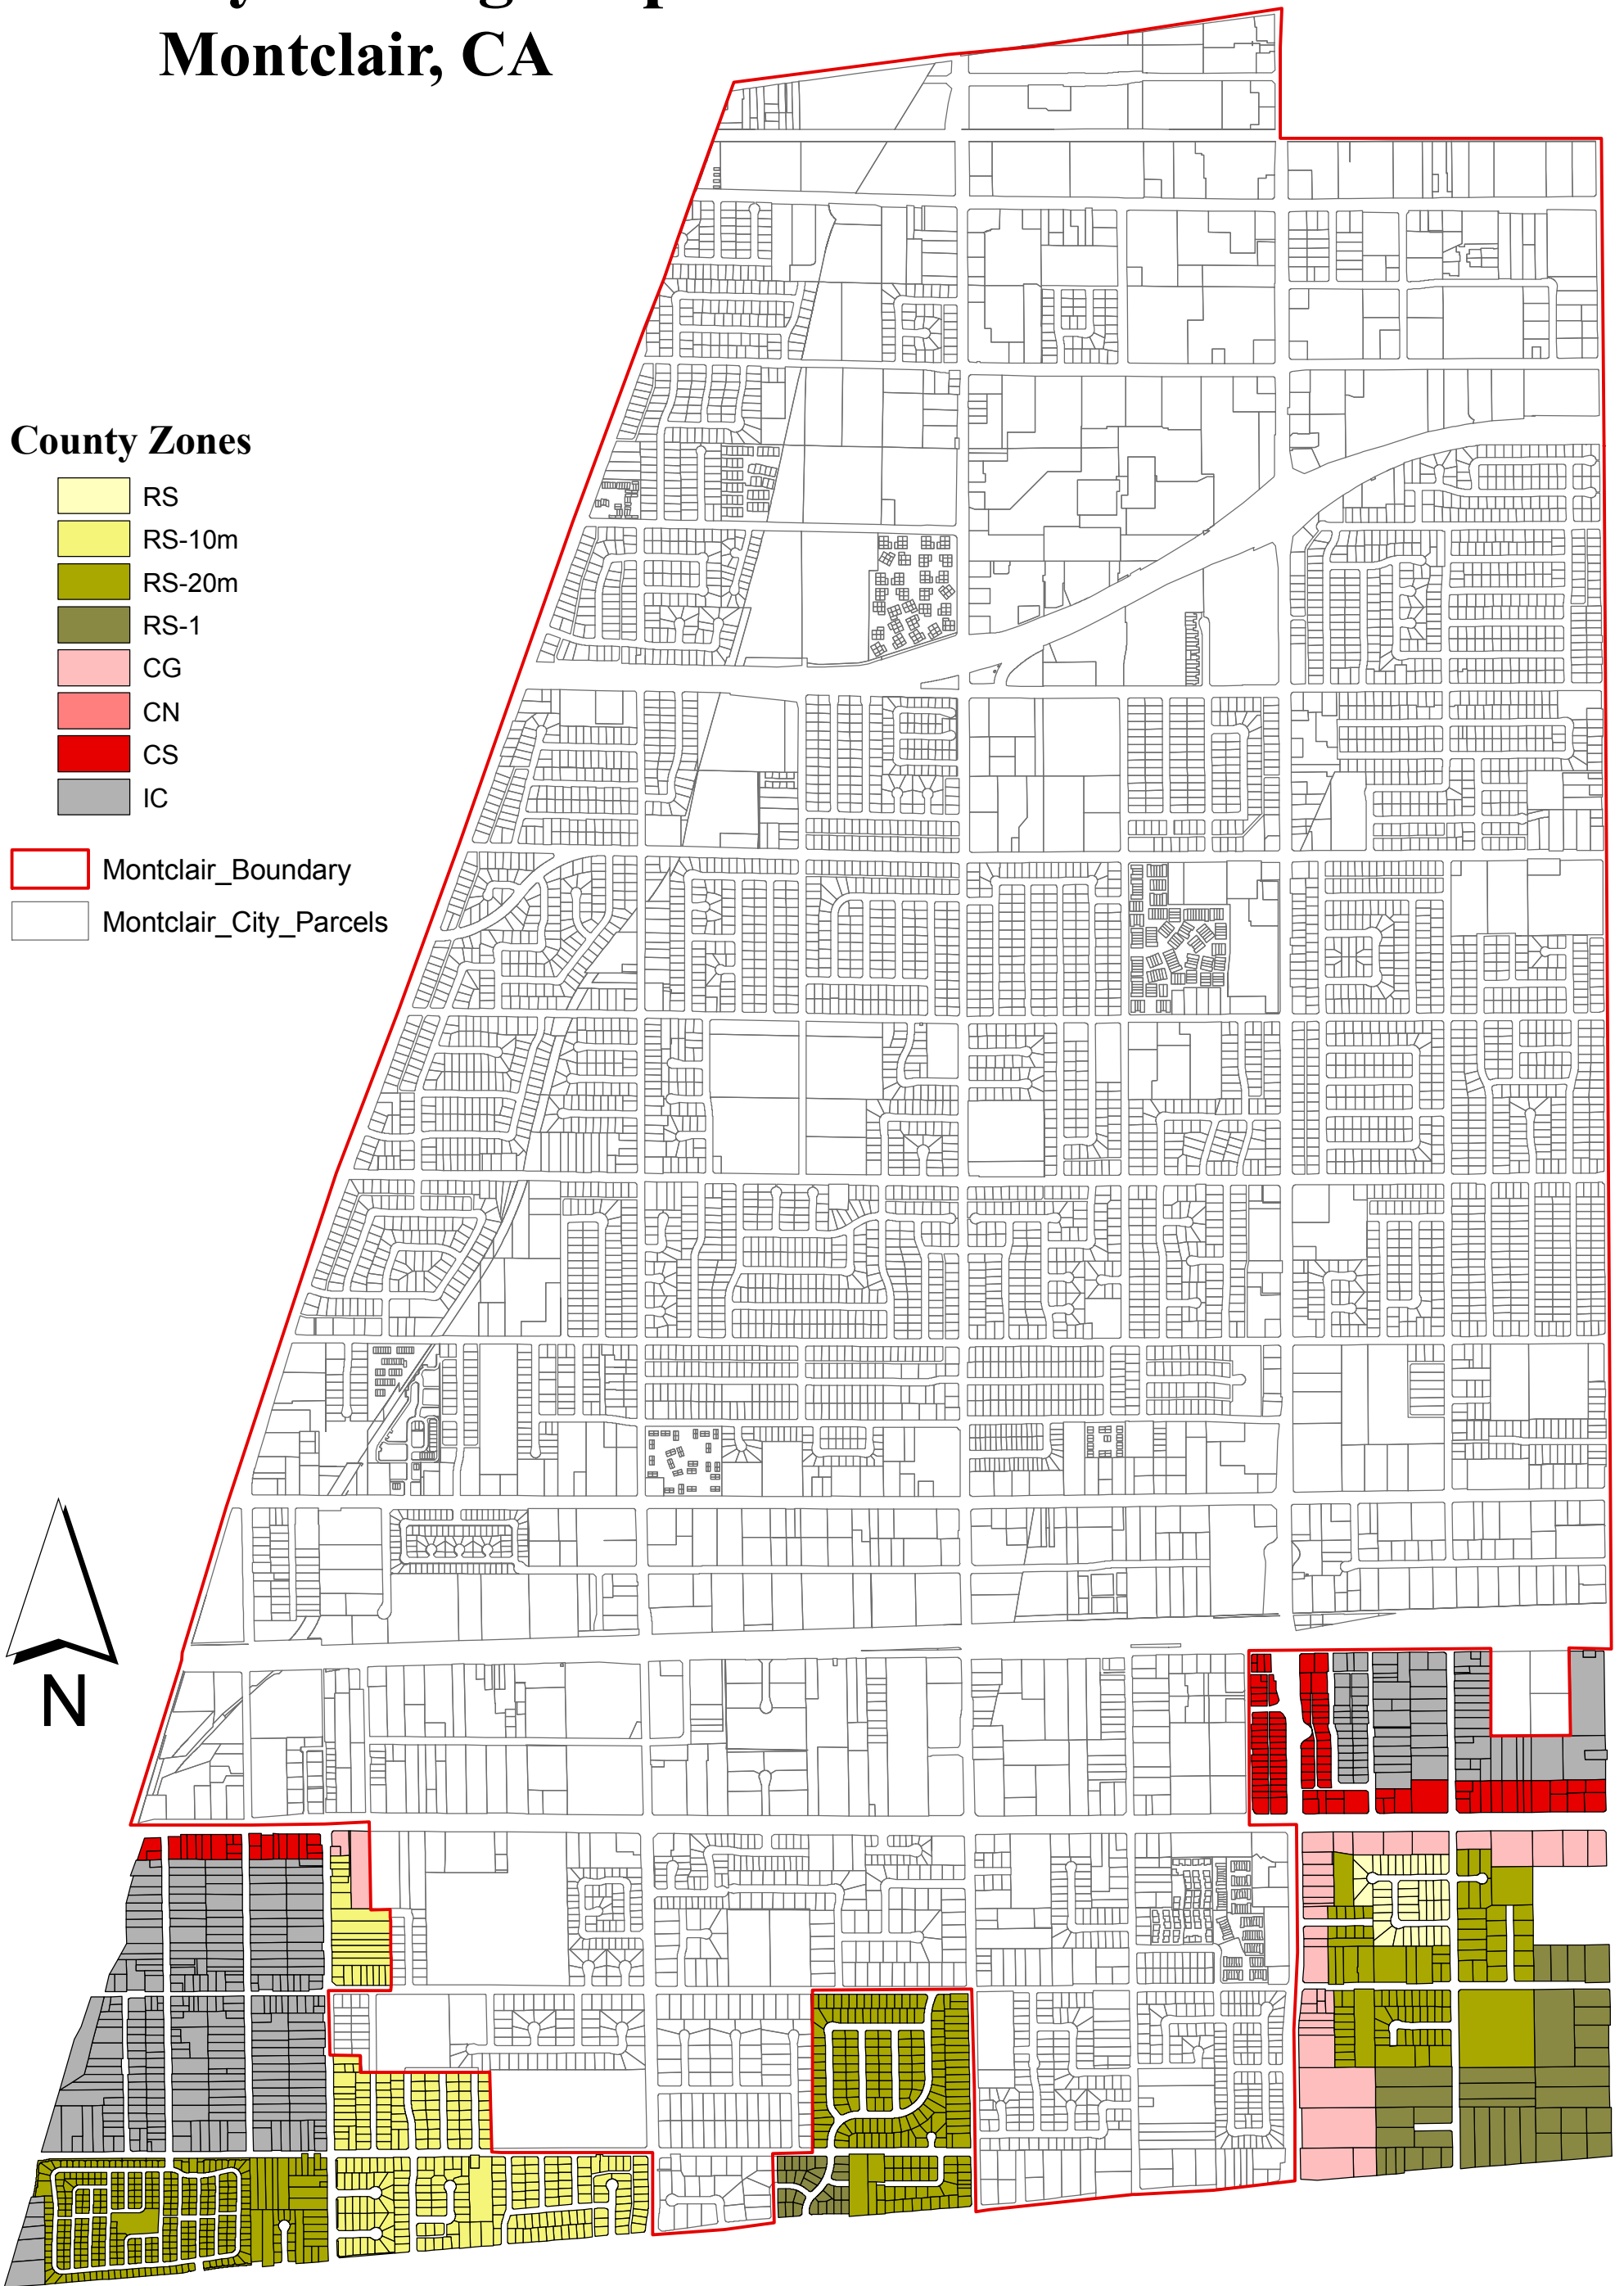 Montclair, CA
County Zones
RS
RS-10m
RS-20m
RS-1
CG
CN
CS
IC
Montclair_Boundary
Montclair_City_Parcels
N